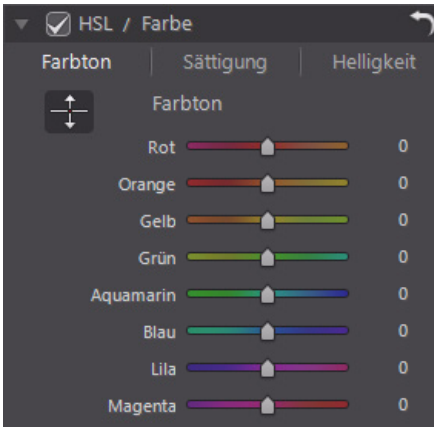 HSL / Farbe
Farbton Sättigung Helligkeit
Farbton
Rot 0
Orange 0
Gelb 0
Grün 0
Aquamarin 0
Blau 0
Lila 0
Magenta 0